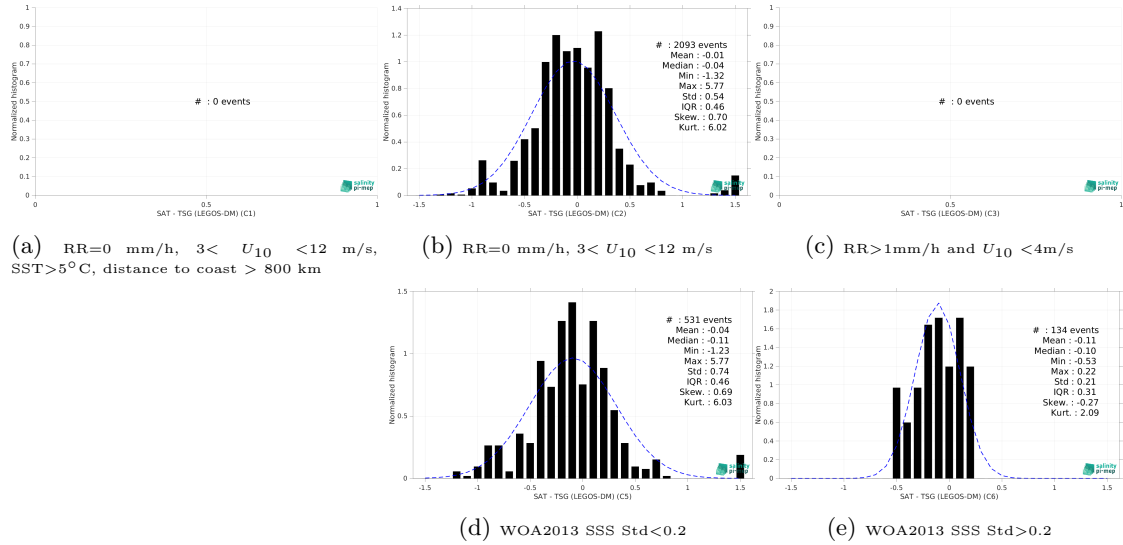 1
0.9
0.8
0.7
0.6
0.5
0.4
0.3
0.2
0.1
0
Normalized histogram
# : 0 events
salinity
pi-mep
0 0.5 1
SAT - TSG (LEGOS-DM) (C1)
(a) RR=0 mm/h, 3< U10 <12 m/s,
SST>5°C, distance to coast > 800 km
1.4
1.2
1
0.8
0.6
0.4
0.2
0
Normalized histogram
# : 2093 events
Mean : -0.01
Median : -0.04
Min : -1.32
Max : 5.77
Std : 0.54
IQR : 0.46
Skew. : 0.70
Kurt. : 6.02
salinity
pi-mep
-1.5 -1 -0.5 0 0.5 1 1.5
SAT - TSG (LEGOS-DM) (C2)
(b) RR=0 mm/h, 3< U10 <12 m/s
1
0.9
0.8
0.7
0.6
0.5
0.4
0.3
0.2
0.1
0
Normalized histogram
# : 0 events
salinity
pi-mep
0 0.5 1
SAT - TSG (LEGOS-DM) (C3)
(c) RR>1mm/h and U10 <4m/s
1.5
1
0.5
0
Normalized histogram
# : 531 events
Mean : -0.04
Median : -0.11
Min : -1.23
Max : 5.77
Std : 0.74
IQR : 0.46
Skew. : 0.69
Kurt. : 6.03
salinity
pi-mep
-1.5 -1 -0.5 0 0.5 1 1.5
SAT - TSG (LEGOS-DM) (C5)
(d) WOA2013 SSS Std<0.2
2
1.8
1.6
1.4
1.2
1
0.8
0.6
0.4
0.2
0
Normalized histogram
# : 134 events
Mean : -0.11
Median : -0.10
Min : -0.53
Max : 0.22
Std : 0.21
IQR : 0.31
Skew. : -0.27
Kurt. : 2.09
salinity
pi-mep
-1.5 -1 -0.5 0 0.5 1 1.5
SAT - TSG (LEGOS-DM) (C6)
(e) WOA2013 SSS Std>0.2